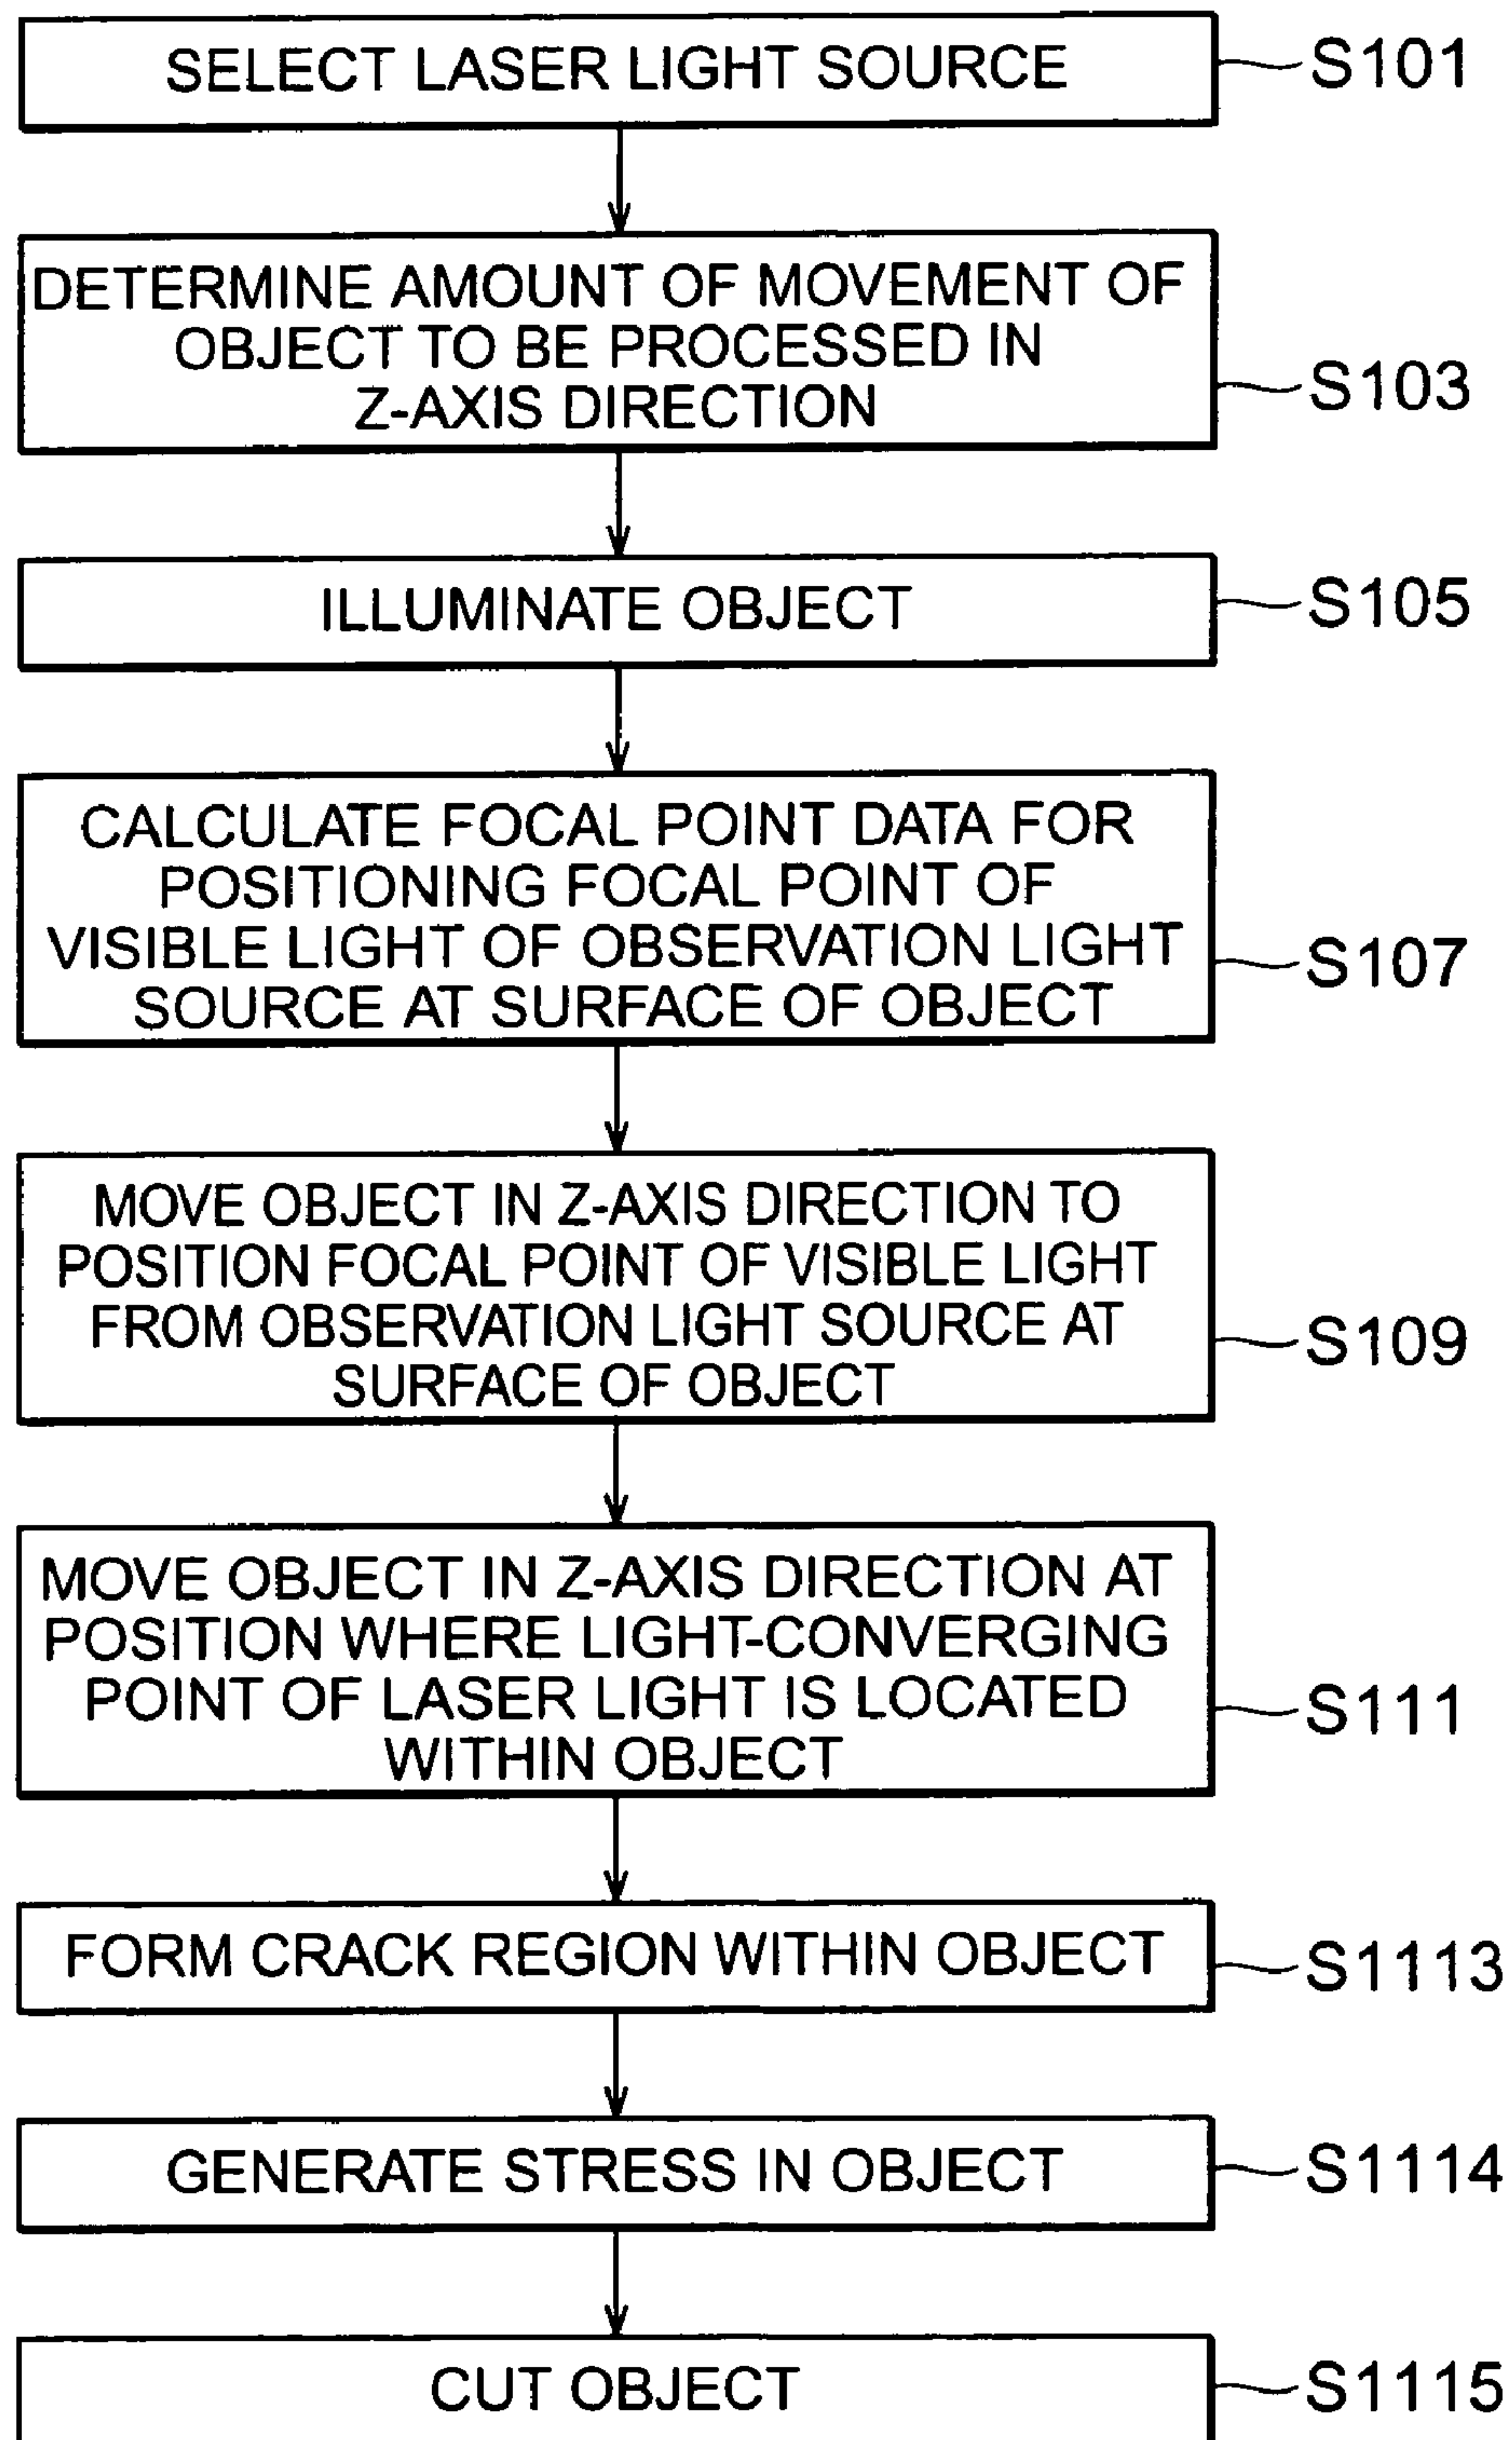 SELECT LASER LIGHT SOURCE
S101
DETERMINE AMOUNT OF MOVEMENT OF
OBJECT TO BE PROCESSED IN
Z-AXIS DIRECTION
S103
ILLUMINATE OBJECT
S105
CALCULATE FOCAL POINT DATA FOR
POSITIONING FOCAL POINT OF
VISIBLE LIGHT OF OBSERVATION LIGHT
SOURCE AT SURFACE OF OBJECT
S107
MOVE OBJECT IN Z-AXIS DIRECTION TO
POSITION FOCAL POINT OF VISIBLE LIGHT
FROM OBSERVATION LIGHT SOURCE AT
SURFACE OF OBJECT
S109
MOVE OBJECT IN Z-AXIS DIRECTION AT
POSITION WHERE LIGHT-CONVERGING
POINT OF LASER LIGHT IS LOCATED
WITHIN OBJECT
S111
FORM CRACK REGION WITHIN OBJECT
S1113
GENERATE STRESS IN OBJECT
S1114
CUT OBJECT
S1115